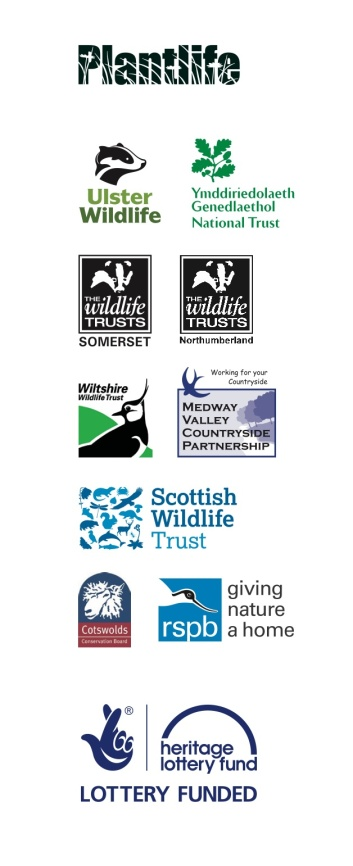 Plantlife
Ulster
Wildlife
Ymddiriedolaeth
Genedlaethol
National Trust
THE
wildlife
TRUSTS
SOMERSET
THE
wildlife
TRUSTS
Northumberland
Wiltshire
Wildlife Trust
Working for your
Countryside
MEDWAY
VALLEY
COUNTRYSIDE
PARTNERSHIP
Scottish
Wildlife
Trust
Cotswolds
Conservation Board
rspb
giving
nature
a home
®
heritage
lottery fund
LOTTERY FUNDED